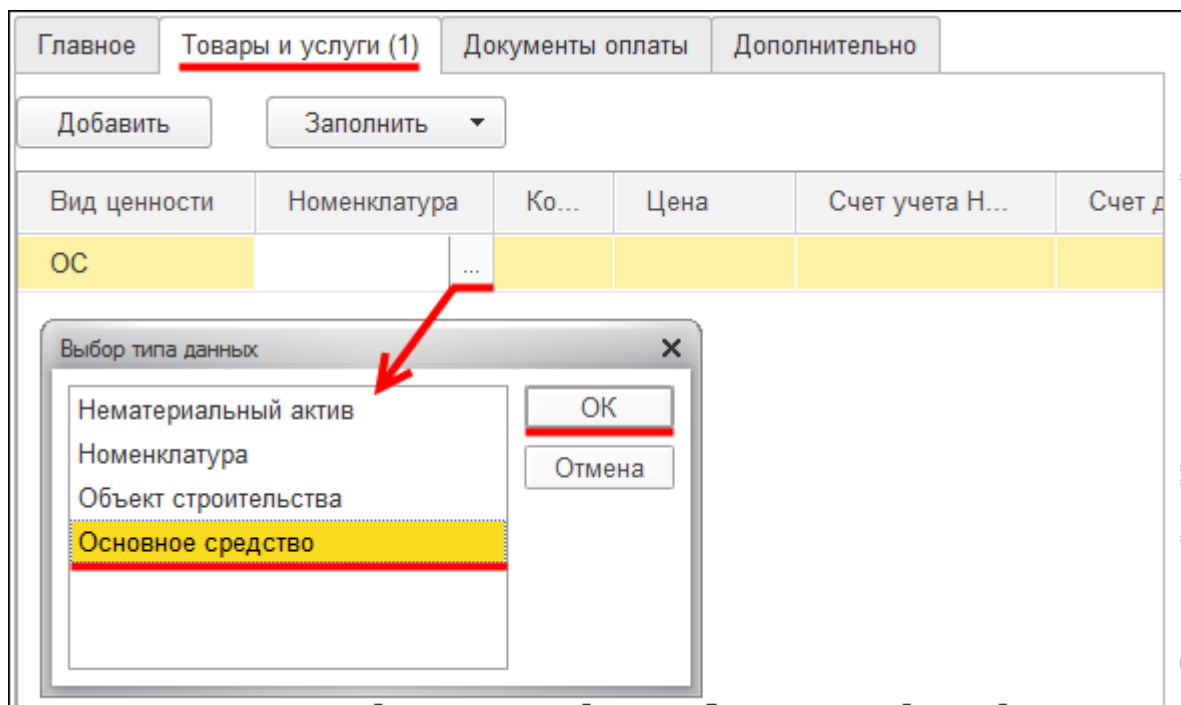 Главное Товары и услуги (1) Документы оплаты Дополнительно
Добавить Заполнить
Вид ценности Номенклатура Ко... Цена Счет учета Н... Счет д
ОС ...
Выбор типа данных
Нематериальный актив ОК
Номенклатура Отмена
Объект строительства
Основное средство